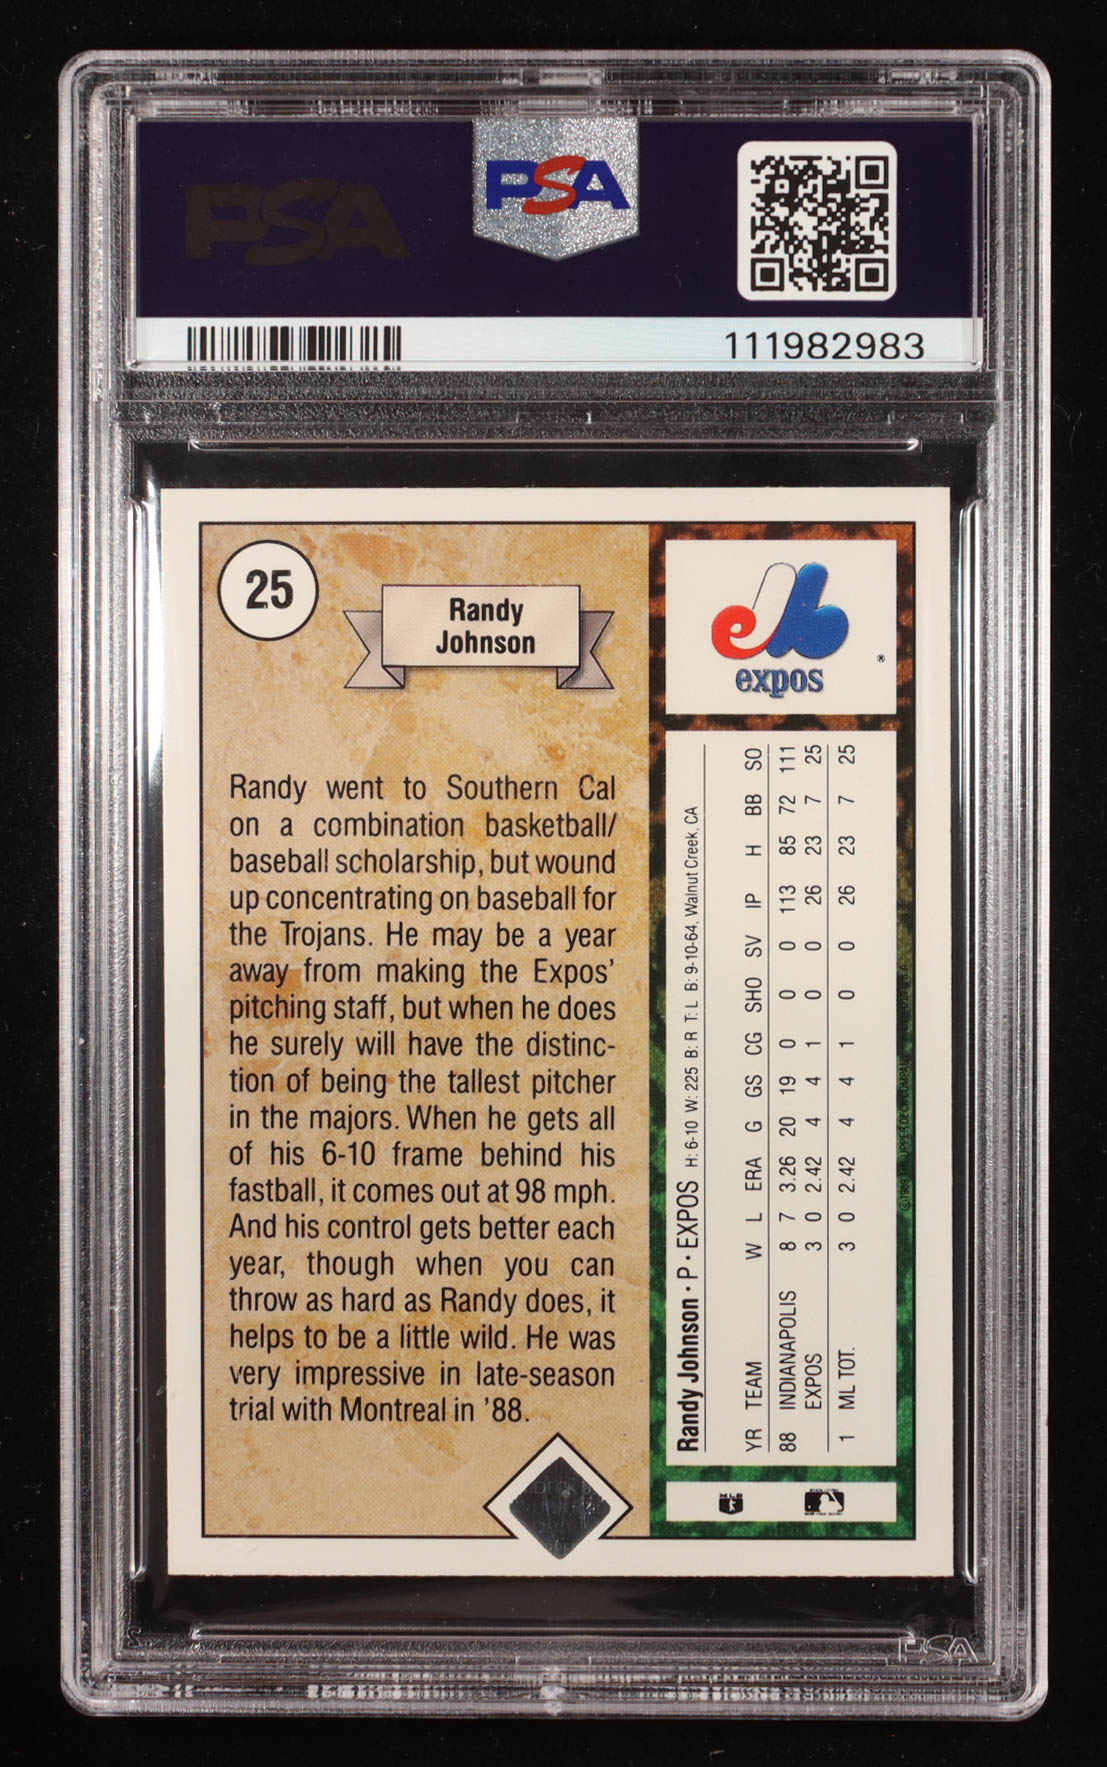 PSA
PSA
111982983
25
Randy
Johnson
expos
®
Randy went to Southern Cal
on a combination basketball/
baseball scholarship, but wound
up concentrating on baseball for
the Trojans. He may be a year
away from making the Expos'
pitching staff, but when he does
he surely will have the distinc-
tion of being the tallest pitcher
in the majors. When he gets all
of his 6-10 frame behind his
fastball, it comes out at 98 mph.
And his control gets better each
year, though when you can
throw as hard as Randy does, it
helps to be a little wild. He was
very impressive in late-season
trial with Montreal in '88.
Randy Johnson • P • EXPOS H: 6-10 W: 225 B: R T: L B: 9-10-64, Walnut Creek, CA
YR TEAM W L ERA G GS CG SHO SV IP H BB SO
88 INDIANAPOLIS 8 7 3.26 20 19 0 0 0 113 85 72 111
EXPOS 3 0 2.42 4 4 1 0 0 26 23 7 25
1 ML TOT. 3 0 2.42 4 4 1 0 0 26 23 7 25
PSA